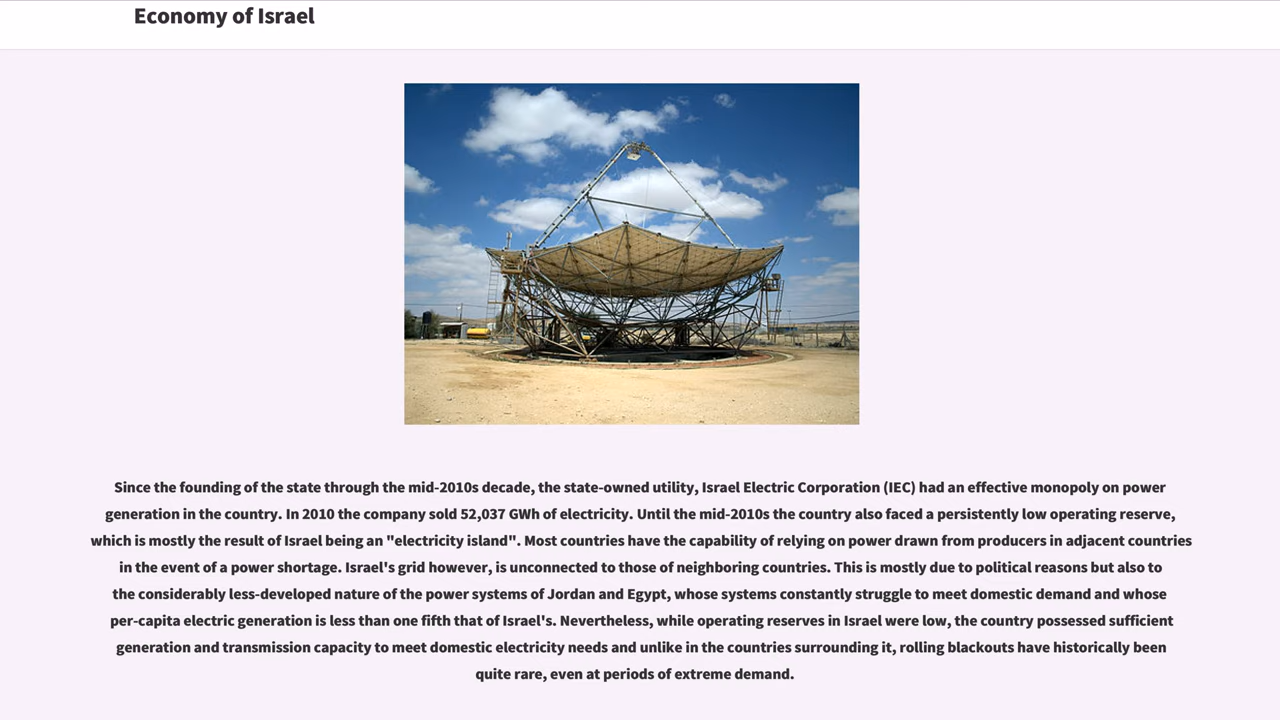 Economy of Israel
Since the founding of the state through the mid-2010s decade, the state-owned utility, Israel Electric Corporation (IEC) had an effective monopoly on power
generation in the country. In 2010 the company sold 52,037 GWh of electricity. Until the mid-2010s the country also faced a persistently low operating reserve,
which is mostly the result of Israel being an "electricity island". Most countries have the capability of relying on power drawn from producers in adjacent countries
in the event of a power shortage. Israel's grid however, is unconnected to those of neighboring countries. This is mostly due to political reasons but also to
the considerably less-developed nature of the power systems of Jordan and Egypt, whose systems constantly struggle to meet domestic demand and whose
per-capita electric generation is less than one fifth that of Israel's. Nevertheless, while operating reserves in Israel were low, the country possessed sufficient
generation and transmission capacity to meet domestic electricity needs and unlike in the countries surrounding it, rolling blackouts have historically been
quite rare, even at periods of extreme demand.